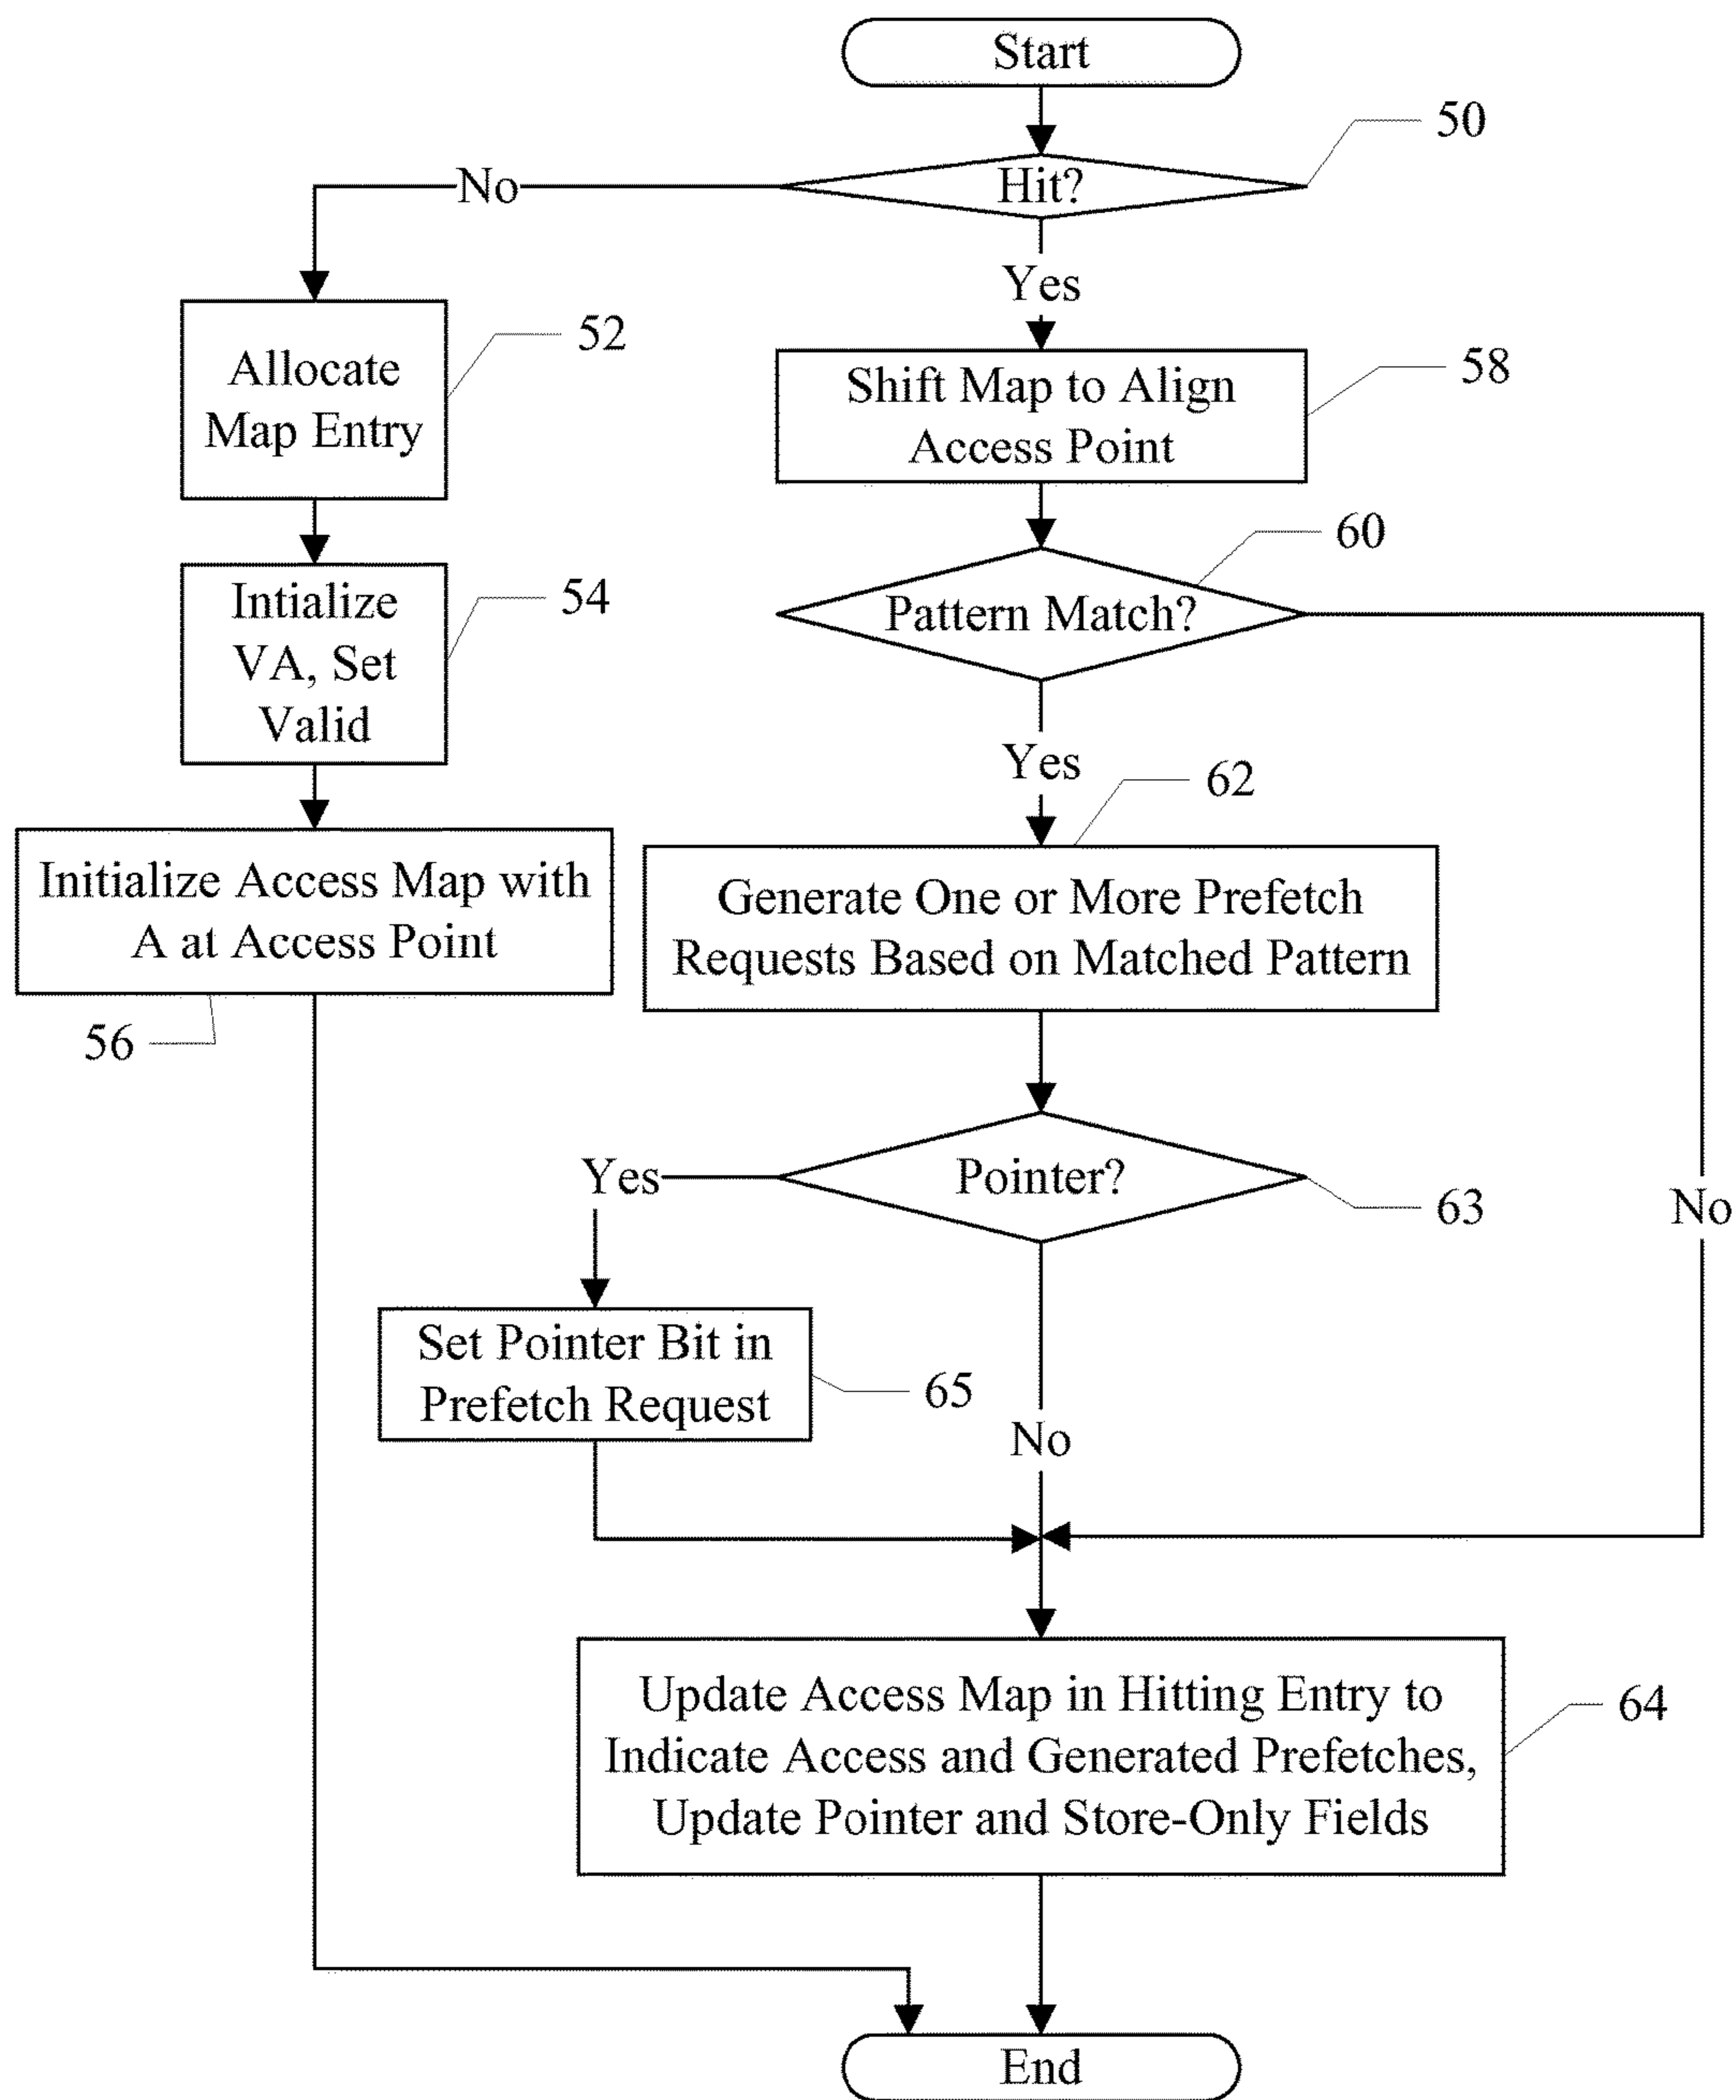 Start
50
Hit?
No
Yes
Allocate
Map Entry
52
Shift Map to Align
Access Point
58
Intialize
VA, Set
Valid
54
Pattern Match?
60
Yes
No
Initialize Access Map with
A at Access Point
56
62
Generate One or More Prefetch
Requests Based on Matched Pattern
Pointer?
63
Yes
No
Set Pointer Bit in
Prefetch Request
65
Update Access Map in Hitting Entry to
Indicate Access and Generated Prefetches,
Update Pointer and Store-Only Fields
64
End